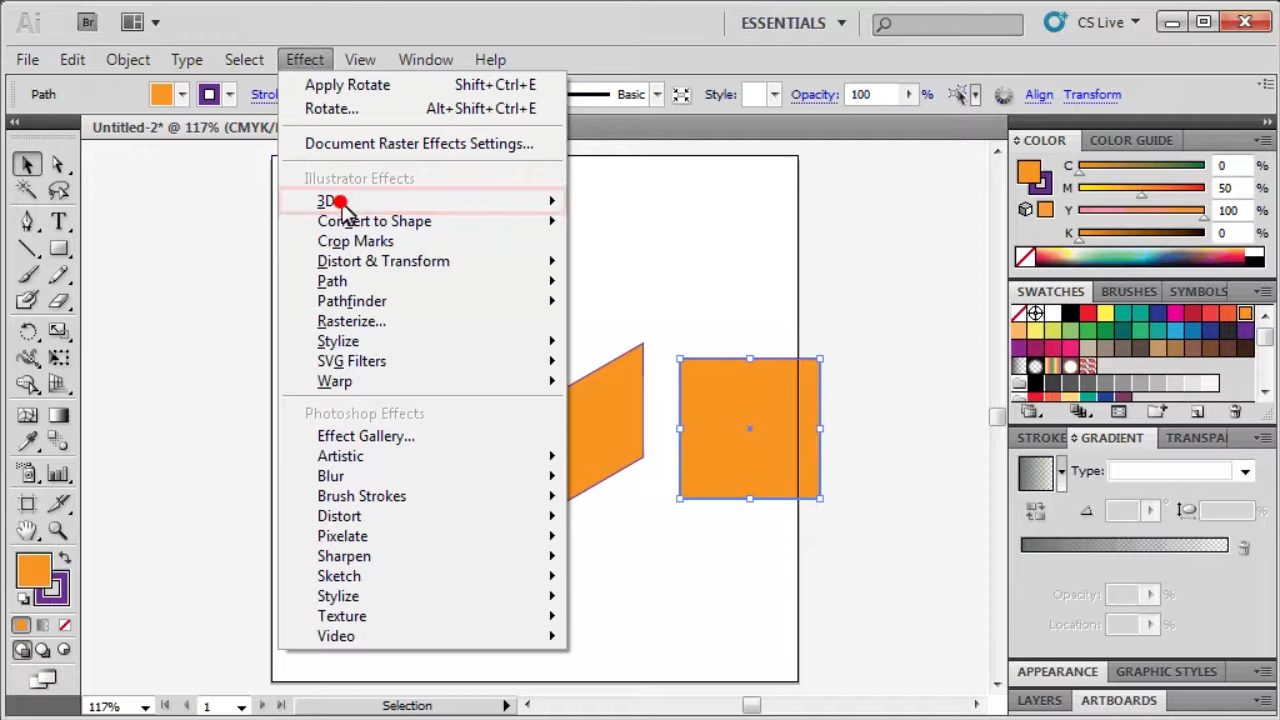 Ai Br ESSENTIALS CS Live
File Edit Object Type Select Effect View Window Help
Path Strok Basic Style: Opacity: 100 % Align Transform
Untitled-2* @ 117% (CMYK/
Apply Rotate Shift+Ctrl+E
Rotate... Alt+Shift+Ctrl+E
Document Raster Effects Settings...
Illustrator Effects
3D
Convert to Shape
Crop Marks
Distort & Transform
Path
Pathfinder
Rasterize...
Stylize
SVG Filters
Warp
Photoshop Effects
Effect Gallery...
Artistic
Blur
Brush Strokes
Distort
Pixelate
Sharpen
Sketch
Stylize
Texture
Video
COLOR COLOR GUIDE
C 0 %
M 50 %
Y 100 %
K 0 %
SWATCHES BRUSHES SYMBOLS
STROKE GRADIENT TRANSPA
Type:
Opacity: %
Location: %
APPEARANCE GRAPHIC STYLES
LAYERS ARTBOARDS
117% 1 Selection